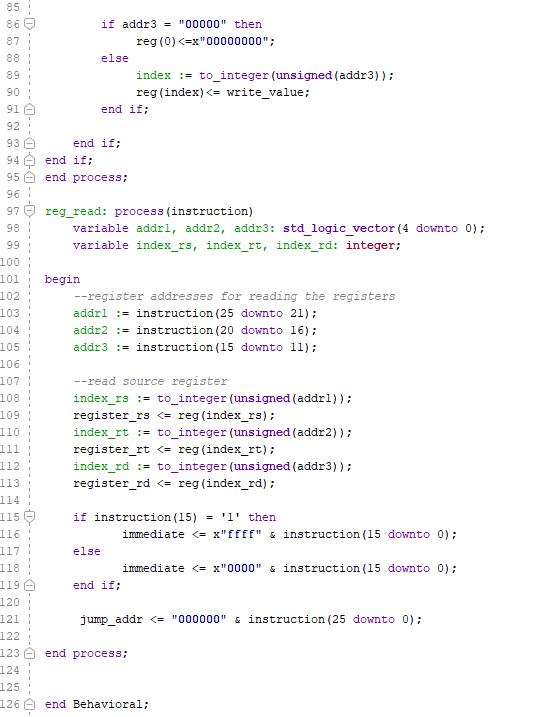 85
86 if addr3 = "00000" then
87 reg(0)<=x"00000000";
88 else
89 index := to_integer(unsigned(addr3));
90 reg(index)<= write_value;
91 end if;
92
93 end if;
94 end if;
95 end process;
96
97 reg_read: process(instruction)
98 variable addr1, addr2, addr3: std_logic_vector(4 downto 0);
99 variable index_rs, index_rt, index_rd: integer;
100
101 begin
102 --register addresses for reading the registers
103 addr1 := instruction(25 downto 21);
104 addr2 := instruction(20 downto 16);
105 addr3 := instruction(15 downto 11);
106
107 --read source register
108 index_rs := to_integer(unsigned(addr1));
109 register_rs <= reg(index_rs);
110 index_rt := to_integer(unsigned(addr2));
111 register_rt <= reg(index_rt);
112 index_rd := to_integer(unsigned(addr3));
113 register_rd <= reg(index_rd);
114
115 if instruction(15) = '1' then
116 immediate <= x"ffff" & instruction(15 downto 0);
117 else
118 immediate <= x"0000" & instruction(15 downto 0);
119 end if;
120
121 jump_addr <= "000000" & instruction(25 downto 0);
122
123 end process;
124
125
126 end Behavioral;